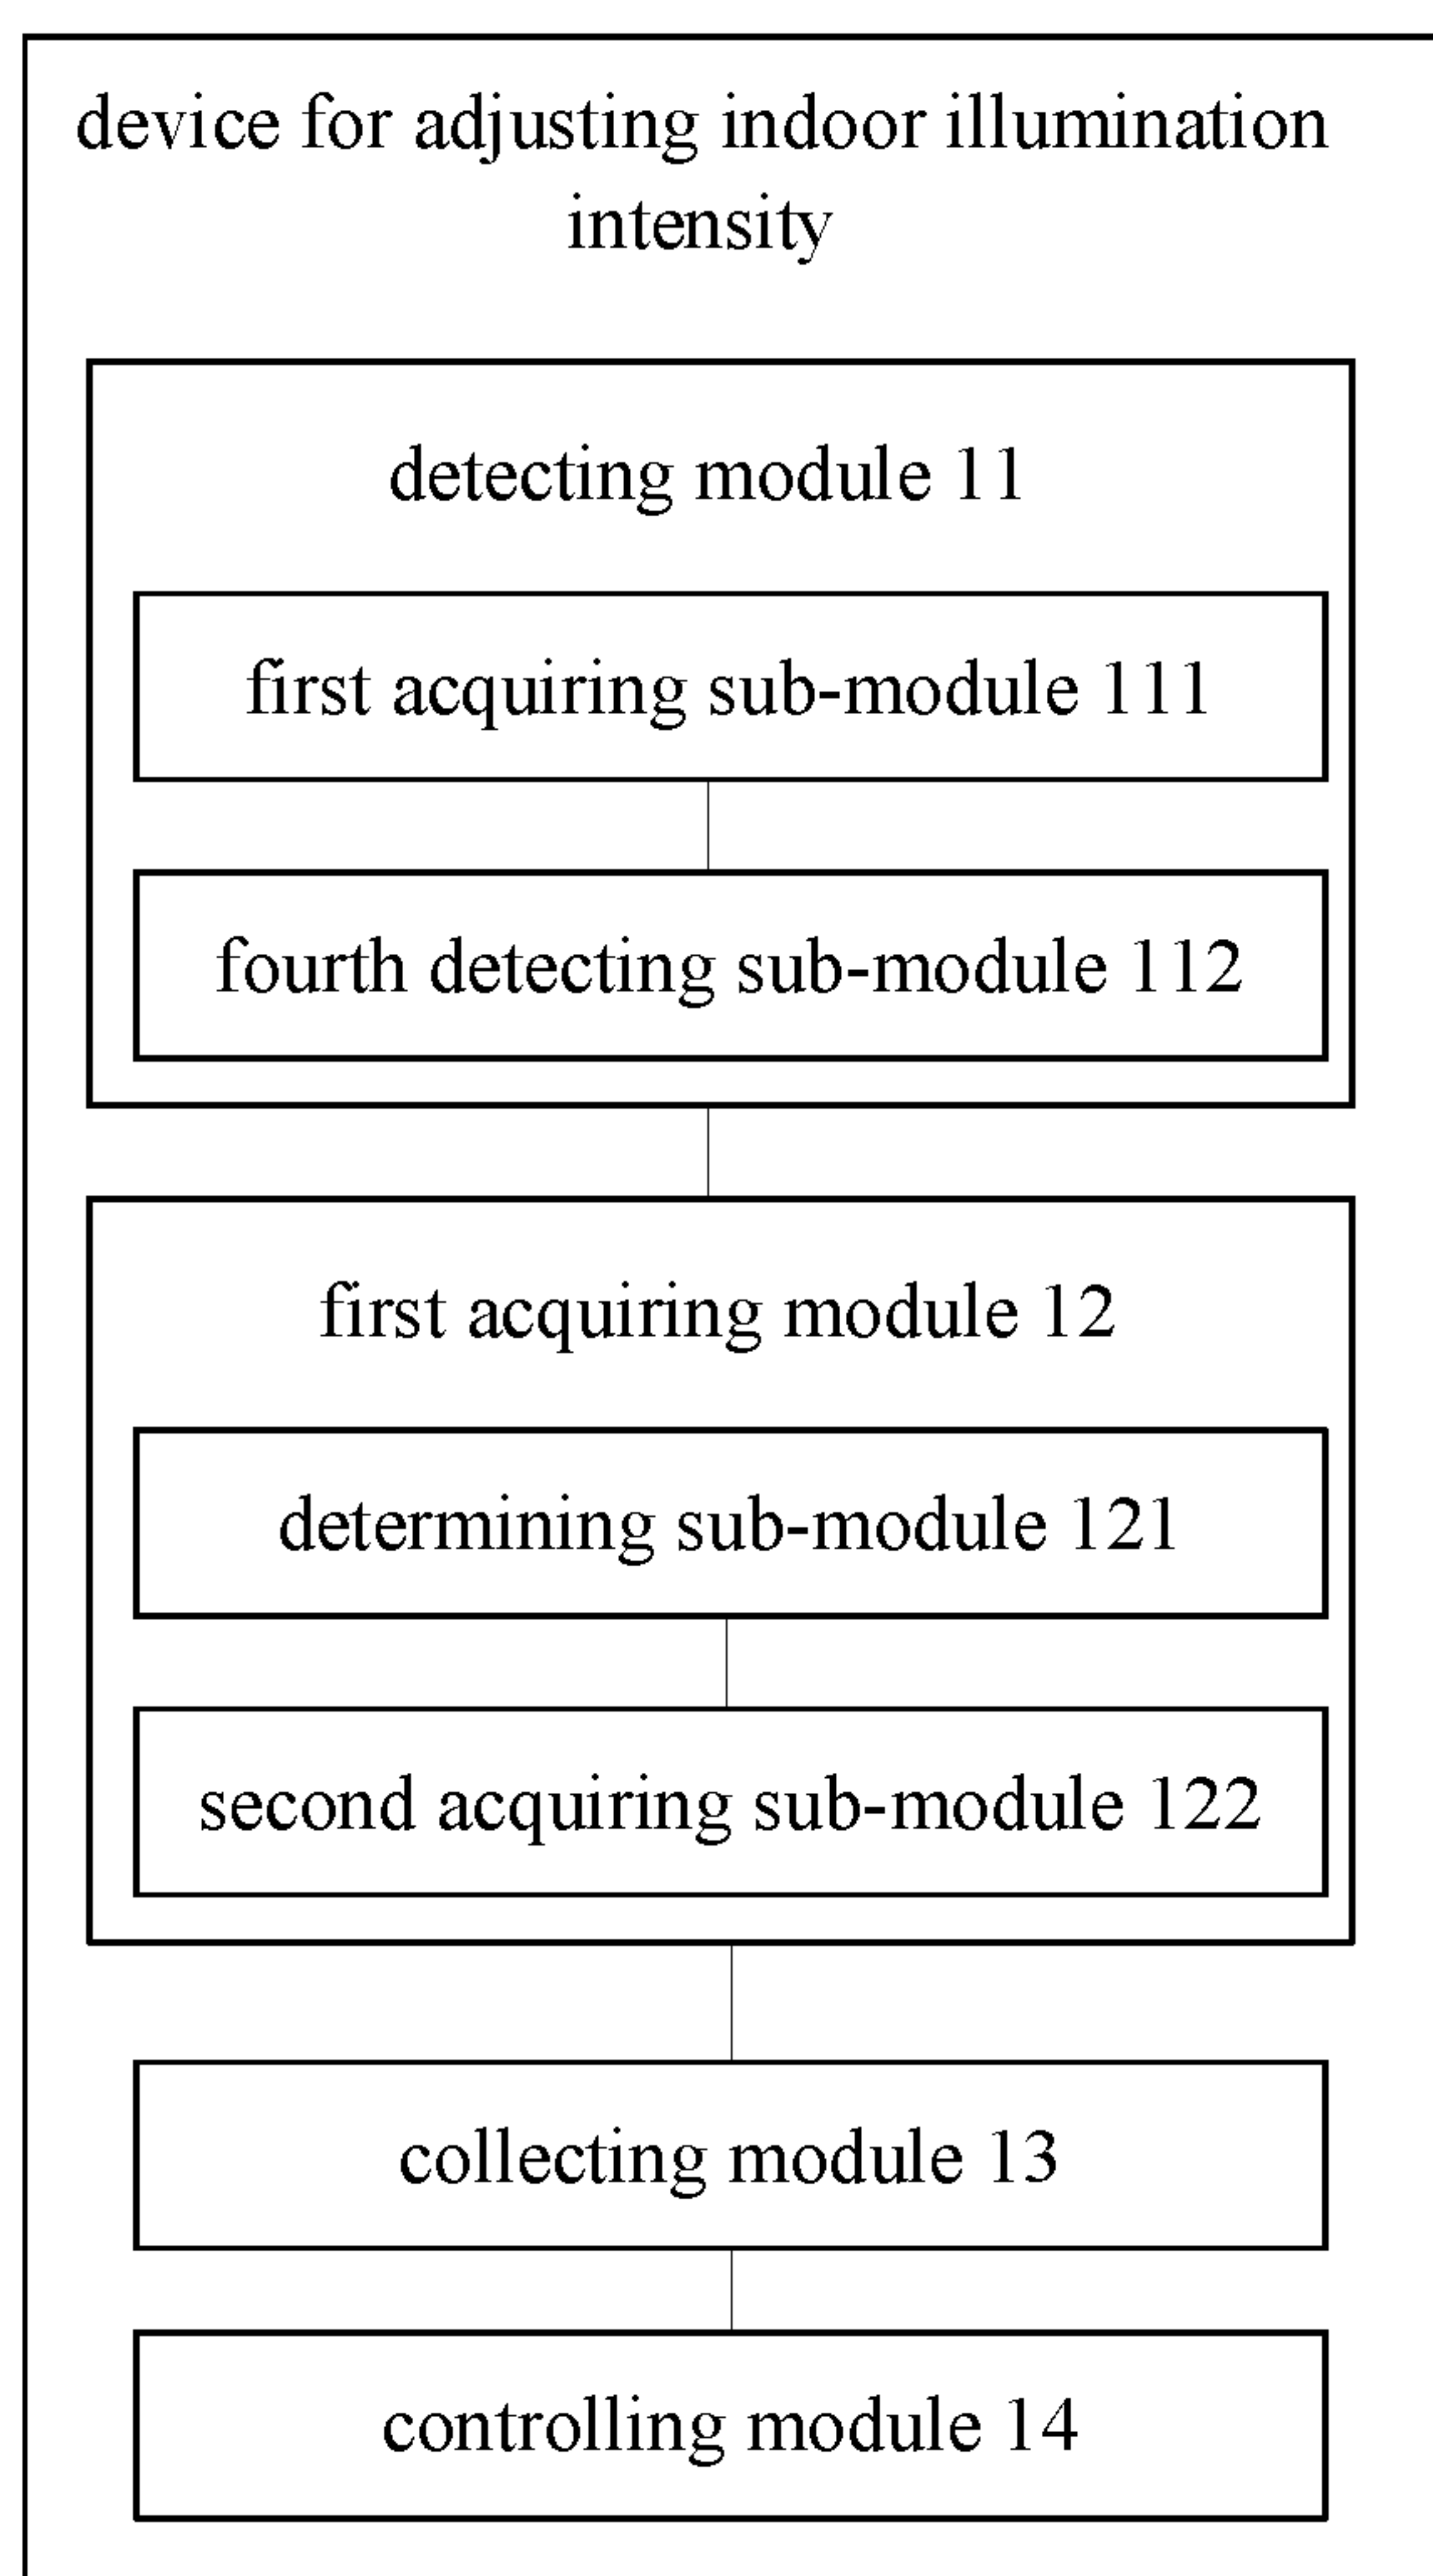 device for adjusting indoor illumination
intensity
detecting module 11
first acquiring sub-module 111
fourth detecting sub-module 112
first acquiring module 12
determining sub-module 121
second acquiring sub-module 122
collecting module 13
controlling module 14